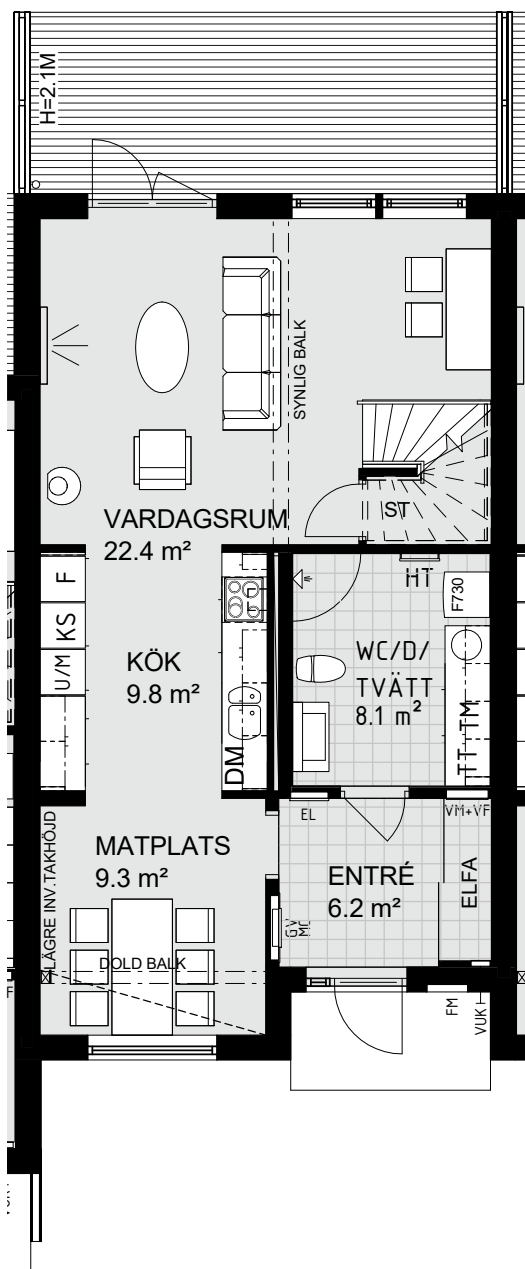 H=2.1M
SYNLIG BALK
ST
VARDAGSRUM
22.4 m²
F
KS
U/M
KÖK
9.8 m²
DM
HT
F730
WC/D/
TVÄTT
8.1 m²
TM
TT
EL
VM+VF
MATPLATS
9.3 m²
LÄGRE INV.TAKHÖJD
ENTRÉ
6.2 m²
ELFA
GV
DOLD BALK
FM
VUK